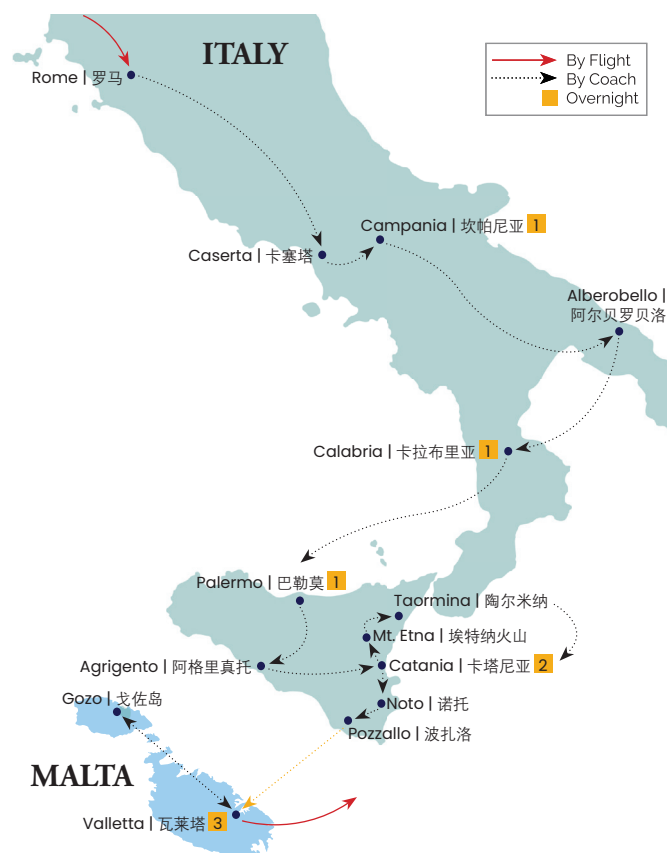 ITALY
By Flight
By Coach
Overnight
Rome | 罗马
Campania | 坎帕尼亚 1
Caserta | 卡塞塔
Alberobello |
阿尔贝罗贝洛
Calabria | 卡拉布里亚 1
Palermo | 巴勒莫 1
Taormina | 陶尔米纳
Mt. Etna | 埃特纳火山
Agrigento | 阿格里真托
Catania | 卡塔尼亚 2
Gozo | 戈佐岛
Noto | 诺托
Pozzallo | 波扎洛
MALTA
Valletta | 瓦莱塔 3